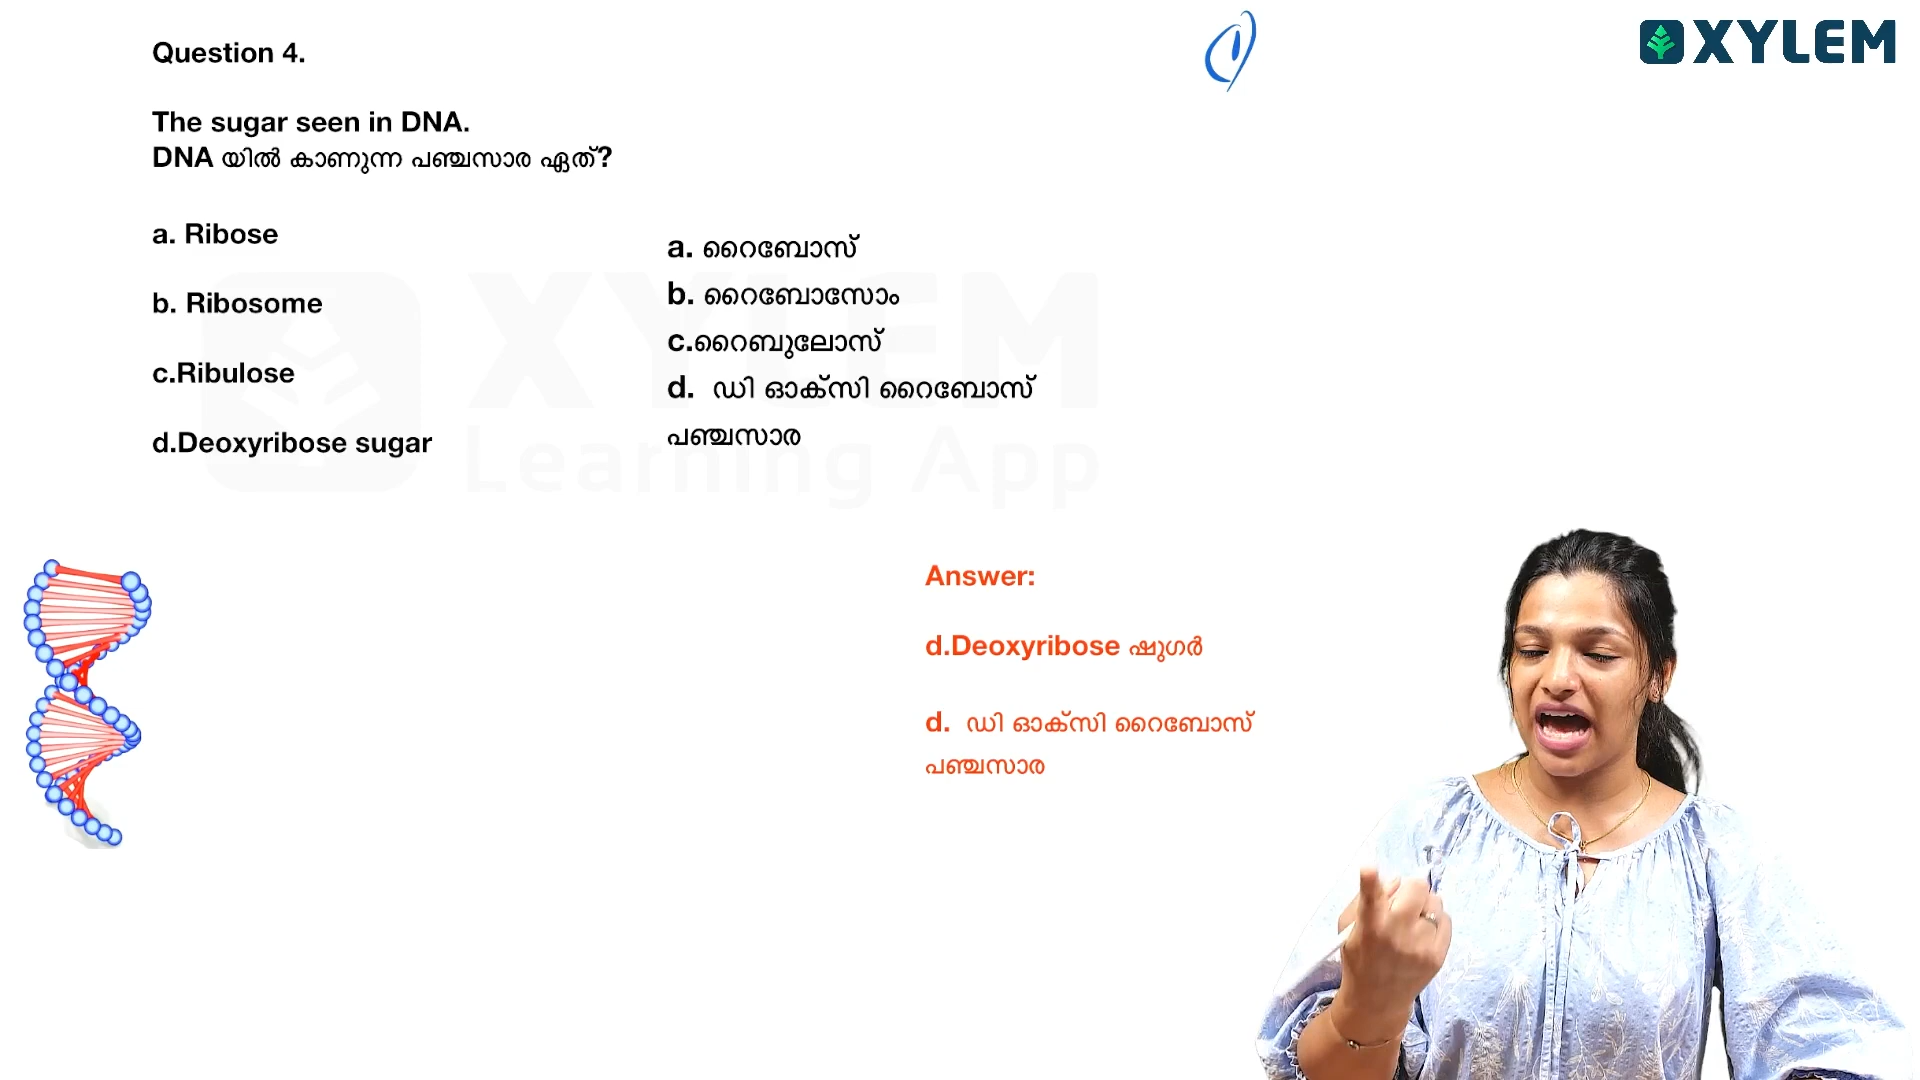 Question 4.
XYLEM
The sugar seen in DNA.
DNA യിൽ കാണുന്ന പഞ്ചസാര ഏത്?
a. Ribose
b. Ribosome
c.Ribulose
d.Deoxyribose sugar
a. റൈബോസ്
b. റൈബോസോം
c.റൈബുലോസ്
d. ഡി ഓക്സി റൈബോസ്
പഞ്ചസാര
XYLEM
Learning App
Answer:
d.Deoxyribose ഷുഗർ
d. ഡി ഓക്സി റൈബോസ്
പഞ്ചസാര